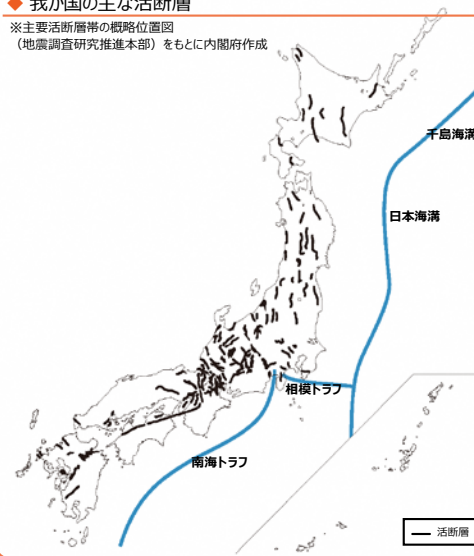 ◆ 我が国の主な活断層
※主要活断層帯の概略位置図
（地震調査研究推進本部）をもとに内閣府作成
千島海溝
日本海溝
相模トラフ
南海トラフ
活断層